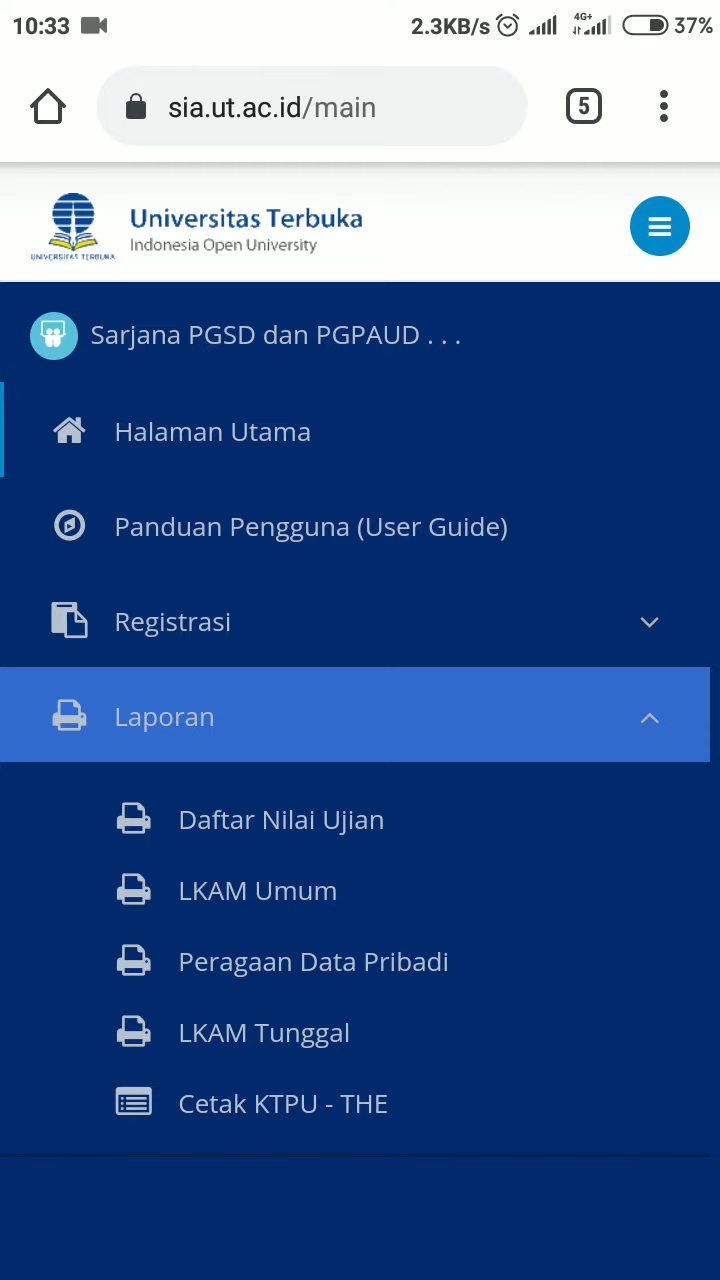 10:33 2.3KB/s 4G+ 37%
sia.ut.ac.id/main 5
Universitas Terbuka
Indonesia Open University
UNIVERSITAS TERBUKA
Sarjana PGSD dan PGPAUD . . .
Halaman Utama
Panduan Pengguna (User Guide)
Registrasi
Laporan
Daftar Nilai Ujian
LKAM Umum
Peragaan Data Pribadi
LKAM Tunggal
Cetak KTPU - THE